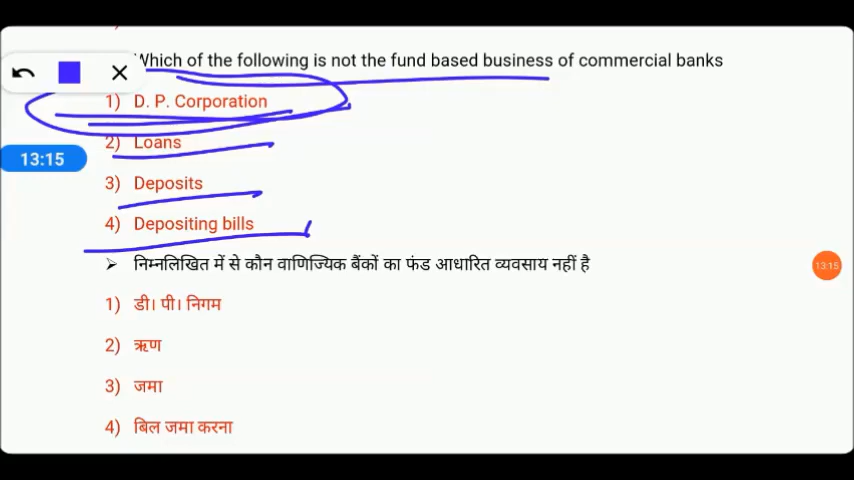 Which of the following is not the fund based business of commercial banks
1) D. P. Corporation
2) Loans
13:15
3) Deposits
4) Depositing bills
➢ निम्नलिखित में से कौन वाणिज्यिक बैंकों का फंड आधारित व्यवसाय नहीं है
13:15
1) डी। पी। निगम
2) ऋण
3) जमा
4) बिल जमा करना